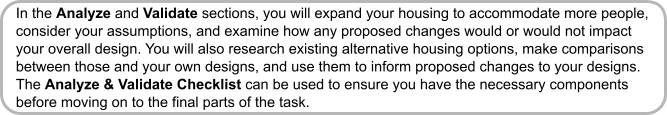 In the Analyze and Validate sections, you will expand your housing to accommodate more people,
consider your assumptions, and examine how any proposed changes would or would not impact
your overall design. You will also research existing alternative housing options, make comparisons
between those and your own designs, and use them to inform proposed changes to your designs.
The Analyze & Validate Checklist can be used to ensure you have the necessary components
before moving on to the final parts of the task.